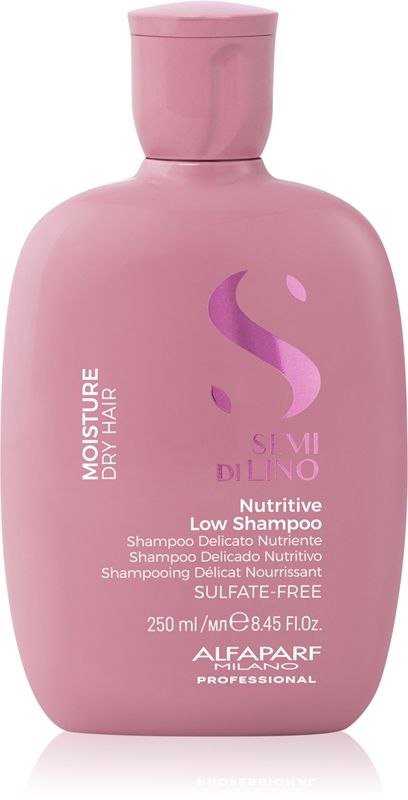 MOISTURE
DRY HAIR
SEMI
DI LINO
Nutritive
Low Shampoo
Shampoo Delicato Nutriente
Shampoo Delicado Nutritivo
Shampooing Délicat Nourrissant
SULFATE-FREE
250 ml /мл℮8.45 Fl.Oz.
ALFAPARF
MILANO
PROFESSIONAL